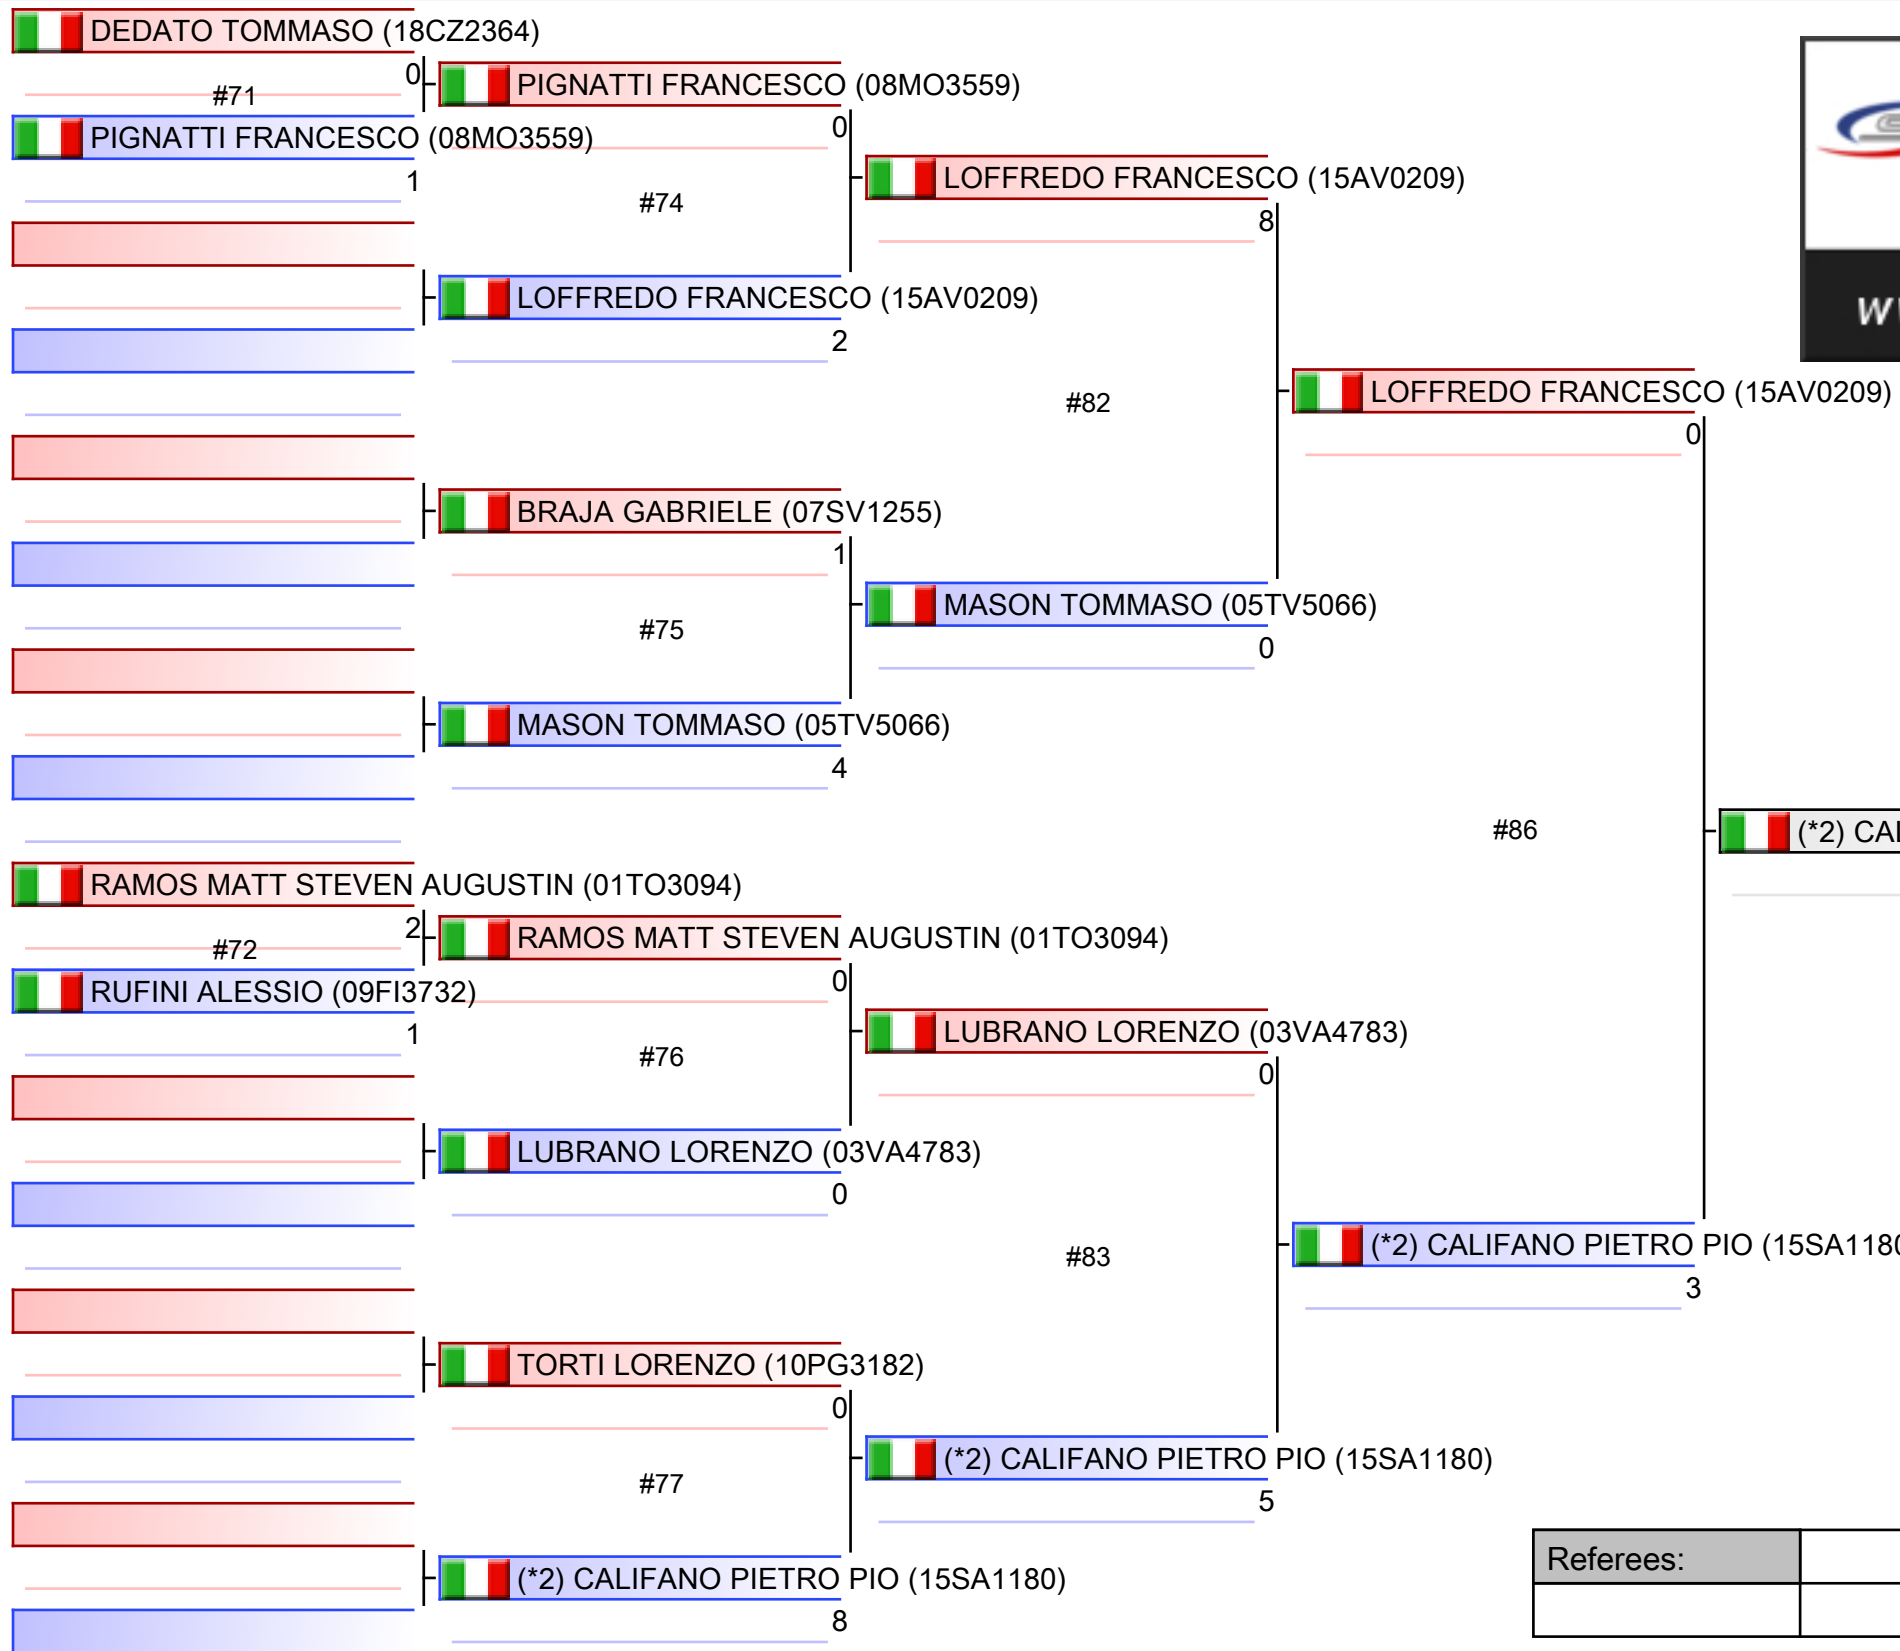 DEDATO TOMMASO (18CZ2364)
0
#71
PIGNATTI FRANCESCO (08MO3559)
1
PIGNATTI FRANCESCO (08MO3559)
0
#74
LOFFREDO FRANCESCO (15AV0209)
2
LOFFREDO FRANCESCO (15AV0209)
8
#82
BRAJA GABRIELE (07SV1255)
1
#75
MASON TOMMASO (05TV5066)
4
MASON TOMMASO (05TV5066)
0
LOFFREDO FRANCESCO (15AV0209)
0
#86
RAMOS MATT STEVEN AUGUSTIN (01TO3094)
2
#72
RUFINI ALESSIO (09FI3732)
1
RAMOS MATT STEVEN AUGUSTIN (01TO3094)
0
#76
LUBRANO LORENZO (03VA4783)
0
LUBRANO LORENZO (03VA4783)
0
#83
TORTI LORENZO (10PG3182)
0
#77
(*2) CALIFANO PIETRO PIO (15SA1180)
8
(*2) CALIFANO PIETRO PIO (15SA1180)
5
(*2) CALIFANO PIETRO PIO (15SA1180
3
(*2) CAL
Referees: